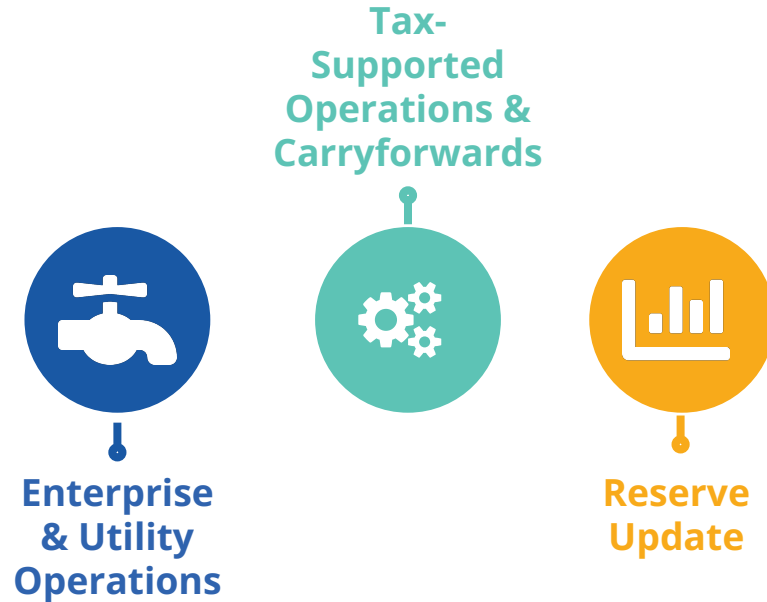 Tax-
Supported
Operations &
Carryforwards
Enterprise
& Utility
Operations
Reserve
Update